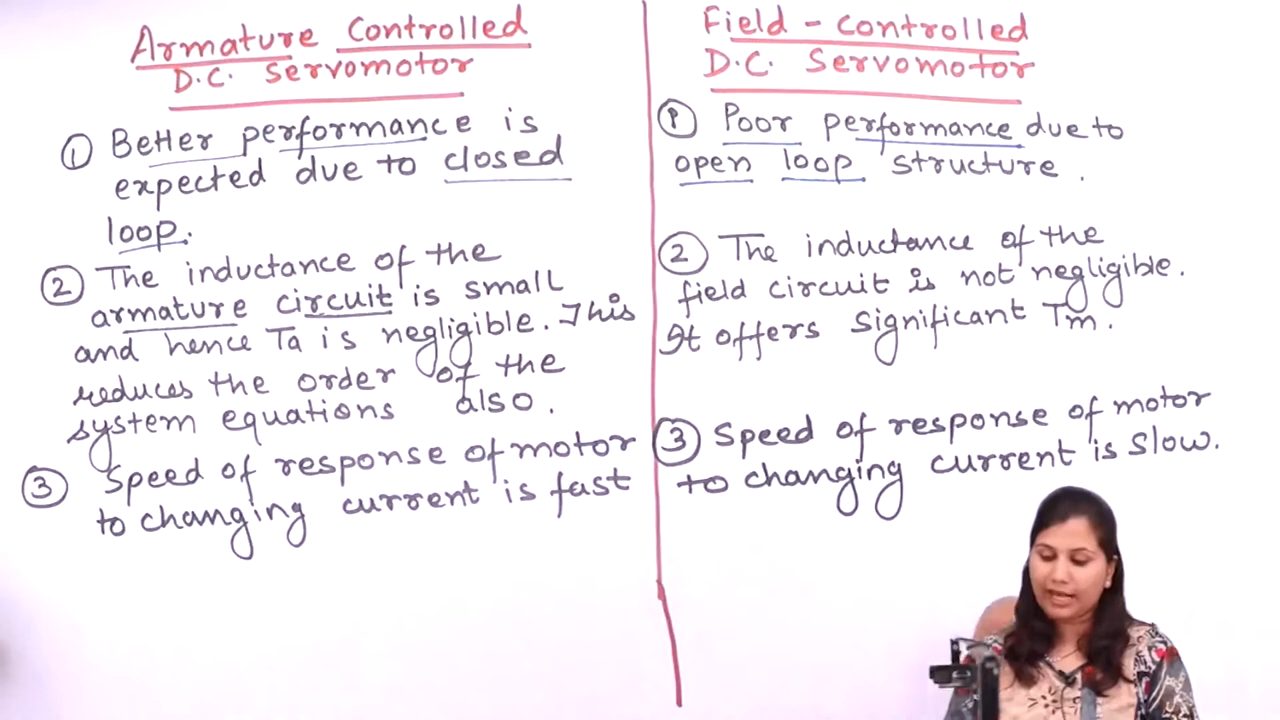 Armature Controlled
D.C. Servomotor
① Better performance is
expected due to closed
loop.
② The inductance of the
armature circuit is small
and hence Ta is negligible. This
reduces the order of the
system equations also.
③ Speed of response of motor
to changing current is fast
Field - Controlled
D.C. Servomotor
① Poor performance due to
open loop structure.
② The inductance of the
field circuit is not negligible.
It offers significant Tm.
③ Speed of response of motor
to changing current is slow.